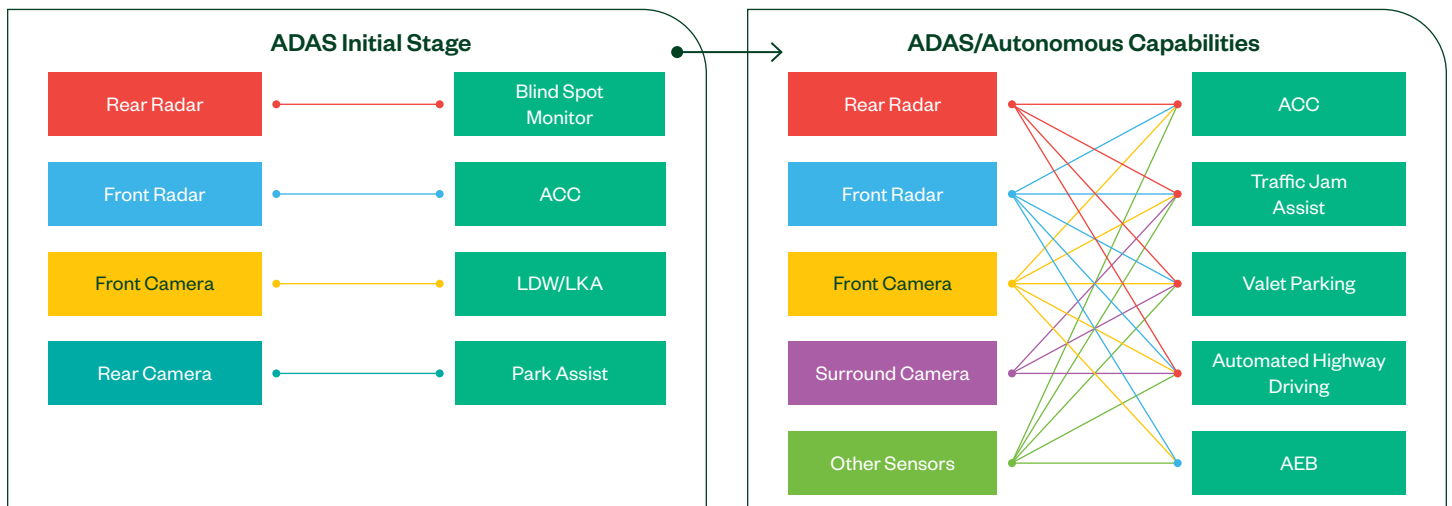 ADAS Initial Stage
Rear Radar
Blind Spot
Monitor
Front Radar
ACC
Front Camera
LDW/LKA
Rear Camera
Park Assist
ADAS/Autonomous Capabilities
Rear Radar
ACC
Front Radar
Traffic Jam
Assist
Front Camera
Valet Parking
Surround Camera
Automated Highway
Driving
Other Sensors
AEB